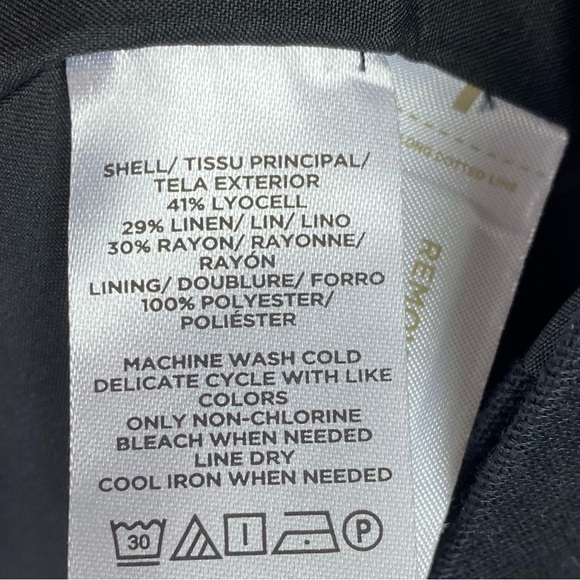 SHELL/ TISSU PRINCIPAL/
TELA EXTERIOR
41% LYOCELL
29% LINEN/ LIN/ LINO
30% RAYON/ RAYONNE/
RAYÓN
LINING/ DOUBLURE/ FORRO
100% POLYESTER/
POLIÉSTER
MACHINE WASH COLD
DELICATE CYCLE WITH LIKE
COLORS
ONLY NON-CHLORINE
BLEACH WHEN NEEDED
LINE DRY
COOL IRON WHEN NEEDED
30 P
DOTTED LINE